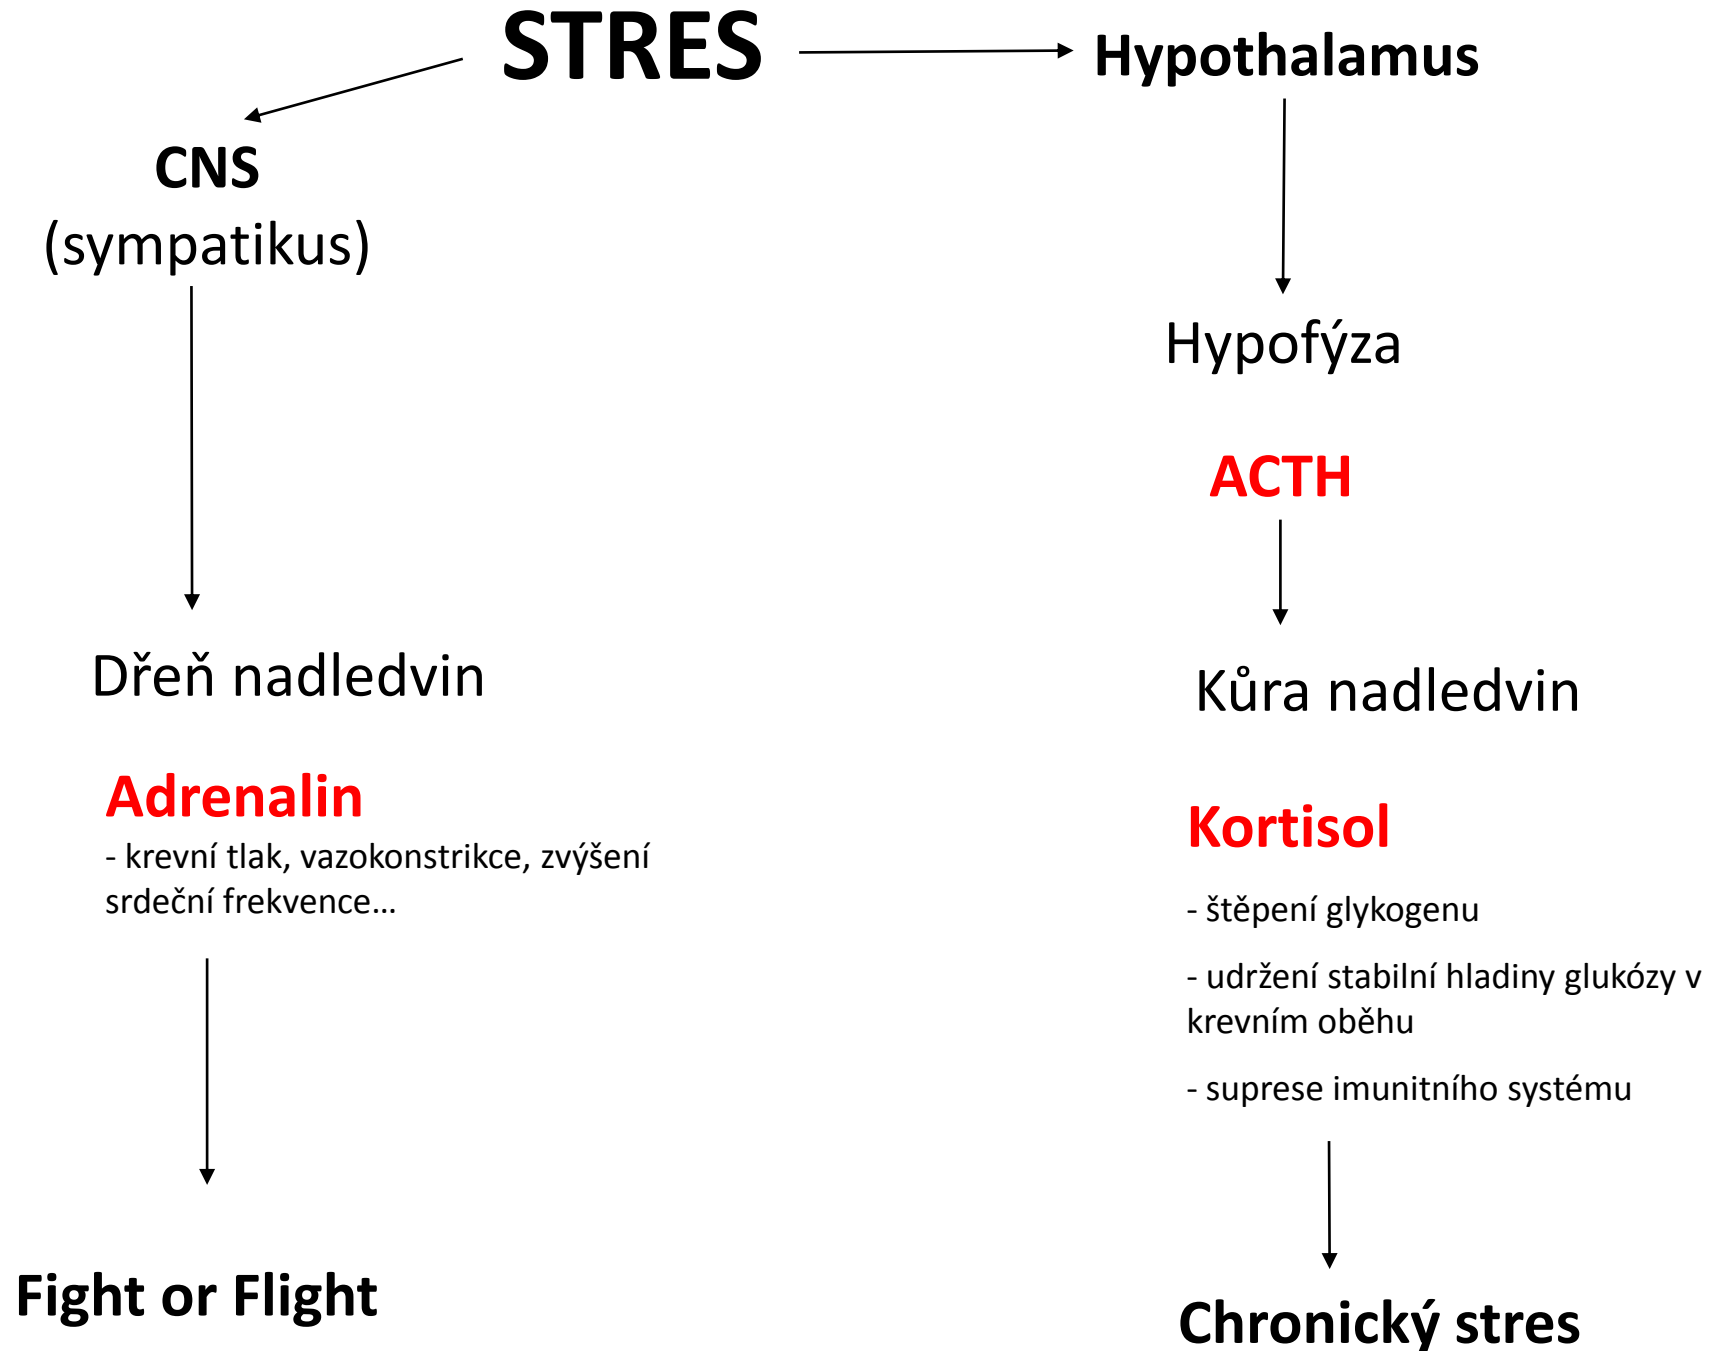 STRES
Hypothalamus
CNS
(sympatikus)
Hypofýza
ACTH
Dřeň nadledvin
Kůra nadledvin
Adrenalin
- krevní tlak, vazokonstrikce, zvýšení
srdeční frekvence…
Kortisol
- štěpení glykogenu
- udržení stabilní hladiny glukózy v
krevním oběhu
- suprese imunitního systému
Fight or Flight
Chronický stres